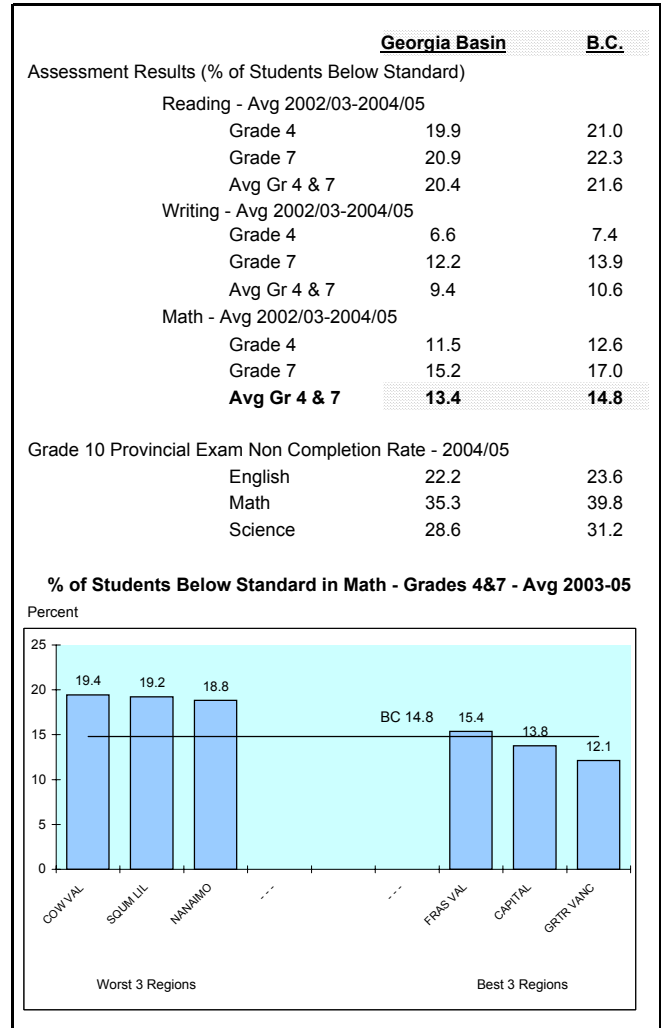 Georgia Basin B.C.
Assessment Results (% of Students Below Standard)
Reading - Avg 2002/03-2004/05
Grade 4 19.9 21.0
Grade 7 20.9 22.3
Avg Gr 4 & 7 20.4 21.6
Writing - Avg 2002/03-2004/05
Grade 4 6.6 7.4
Grade 7 12.2 13.9
Avg Gr 4 & 7 9.4 10.6
Math - Avg 2002/03-2004/05
Grade 4 11.5 12.6
Grade 7 15.2 17.0
Avg Gr 4 & 7 13.4 14.8
Grade 10 Provincial Exam Non Completion Rate - 2004/05
English 22.2 23.6
Math 35.3 39.8
Science 28.6 31.2
% of Students Below Standard in Math - Grades 4&7 - Avg 2003-05
Percent
25
20
15
10
5
0
19.4 19.2 18.8 BC 14.8 15.4 13.8 12.1
COW VAL SQUM LIL NANAIMO - - - - - - FRAS VAL CAPITAL GRTR VANC
Worst 3 Regions Best 3 Regions